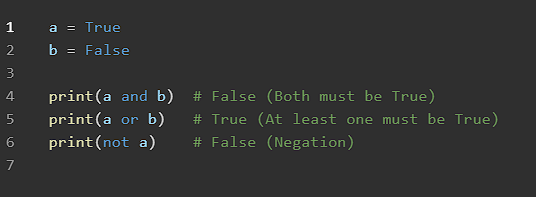 1 a = True
2 b = False
3
4 print(a and b) # False (Both must be True)
5 print(a or b) # True (At least one must be True)
6 print(not a) # False (Negation)
7